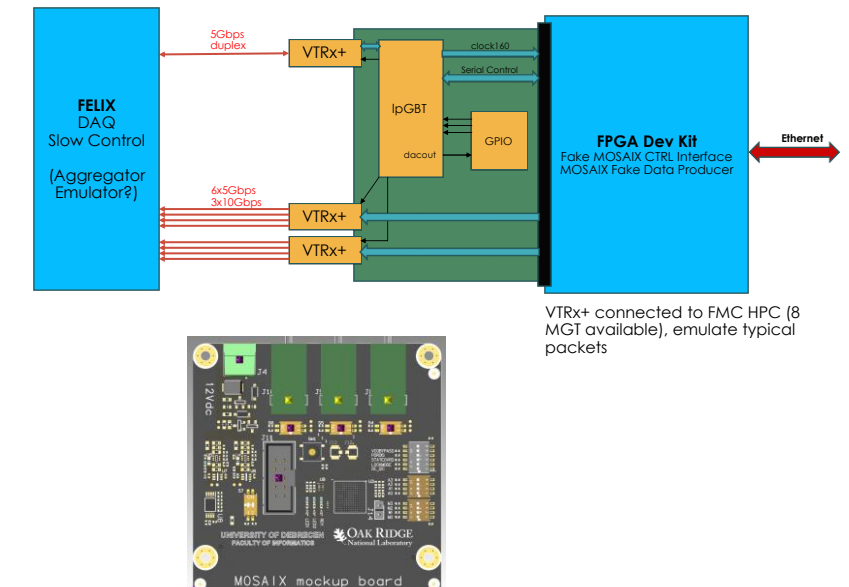 FELIX
DAQ
Slow Control
(Aggregator
Emulator?)
5Gbps
duplex
VTRx+
lpGBT
dacout
GPIO
clock160
Serial Control
FPGA Dev Kit
Fake MOSAIX CTRL Interface
MOSAIX Fake Data Producer
Ethernet
6x5Gbps
3x10Gbps
VTRx+
VTRx+
VTRx+ connected to FMC HPC (8
MGT available), emulate typical
packets
J4
12Vdc
UNIVERSITY OF DEBRECEN
FACULTY OF INFORMATICS
OAK RIDGE
National Laboratory
MOSAIX mockup board